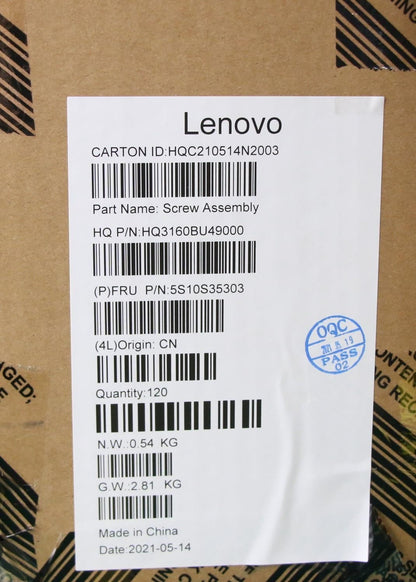 Lenovo
CARTON ID:HQC210514N2003
Part Name: Screw Assembly
HQ P/N:HQ3160BU49000
(P)FRU P/N:5S10S35303
(4L)Origin: CN
Quantity:120
N.W.:0.54 KG
G.W.:2.81 KG
Made in China
Date:2021-05-14
OQC
PASS
02